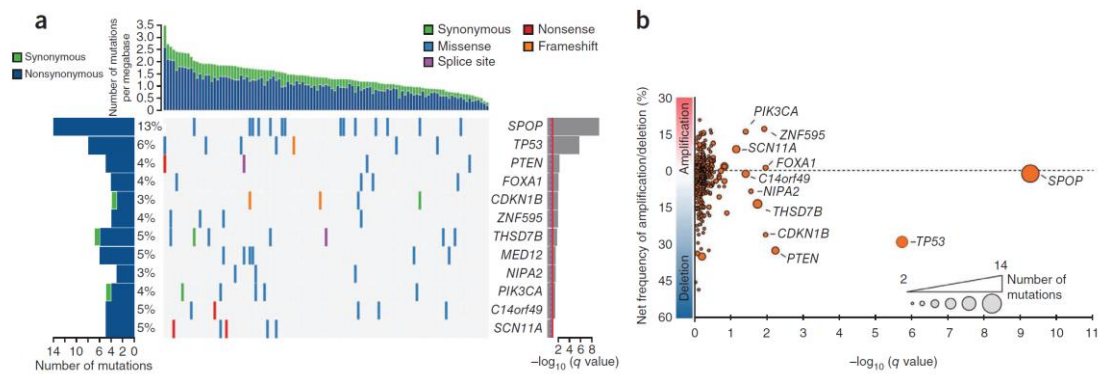 a
Synonymous
Nonsynonymous
Number of mutations
per megabase
3.5
3.0
2.5
2.0
1.5
1.0
0.5
0
Synonymous
Missense
Splice site
Nonsense
Frameshift
13% SPOP
6% TP53
4% PTEN
4% FOXA1
3% CDKN1B
4% ZNF595
5% THSD7B
5% MED12
3% NIPA2
4% PIK3CA
5% C14orf49
5% SCN11A
14 10 8 6 4 2 0
Number of mutations
2 4 6 8
–log10 (q value)
b
Net frequency of amplification/deletion (%)
30
15
0
15
30
45
60
Amplification
Deletion
PIK3CA
ZNF595
SCN11A
FOXA1
C14orf49
NIPA2
THSD7B
CDKN1B
PTEN
TP53
SPOP
2 14
Number of
mutations
0 1 2 3 4 5 6 7 8 9 10 11
–log10 (q value)